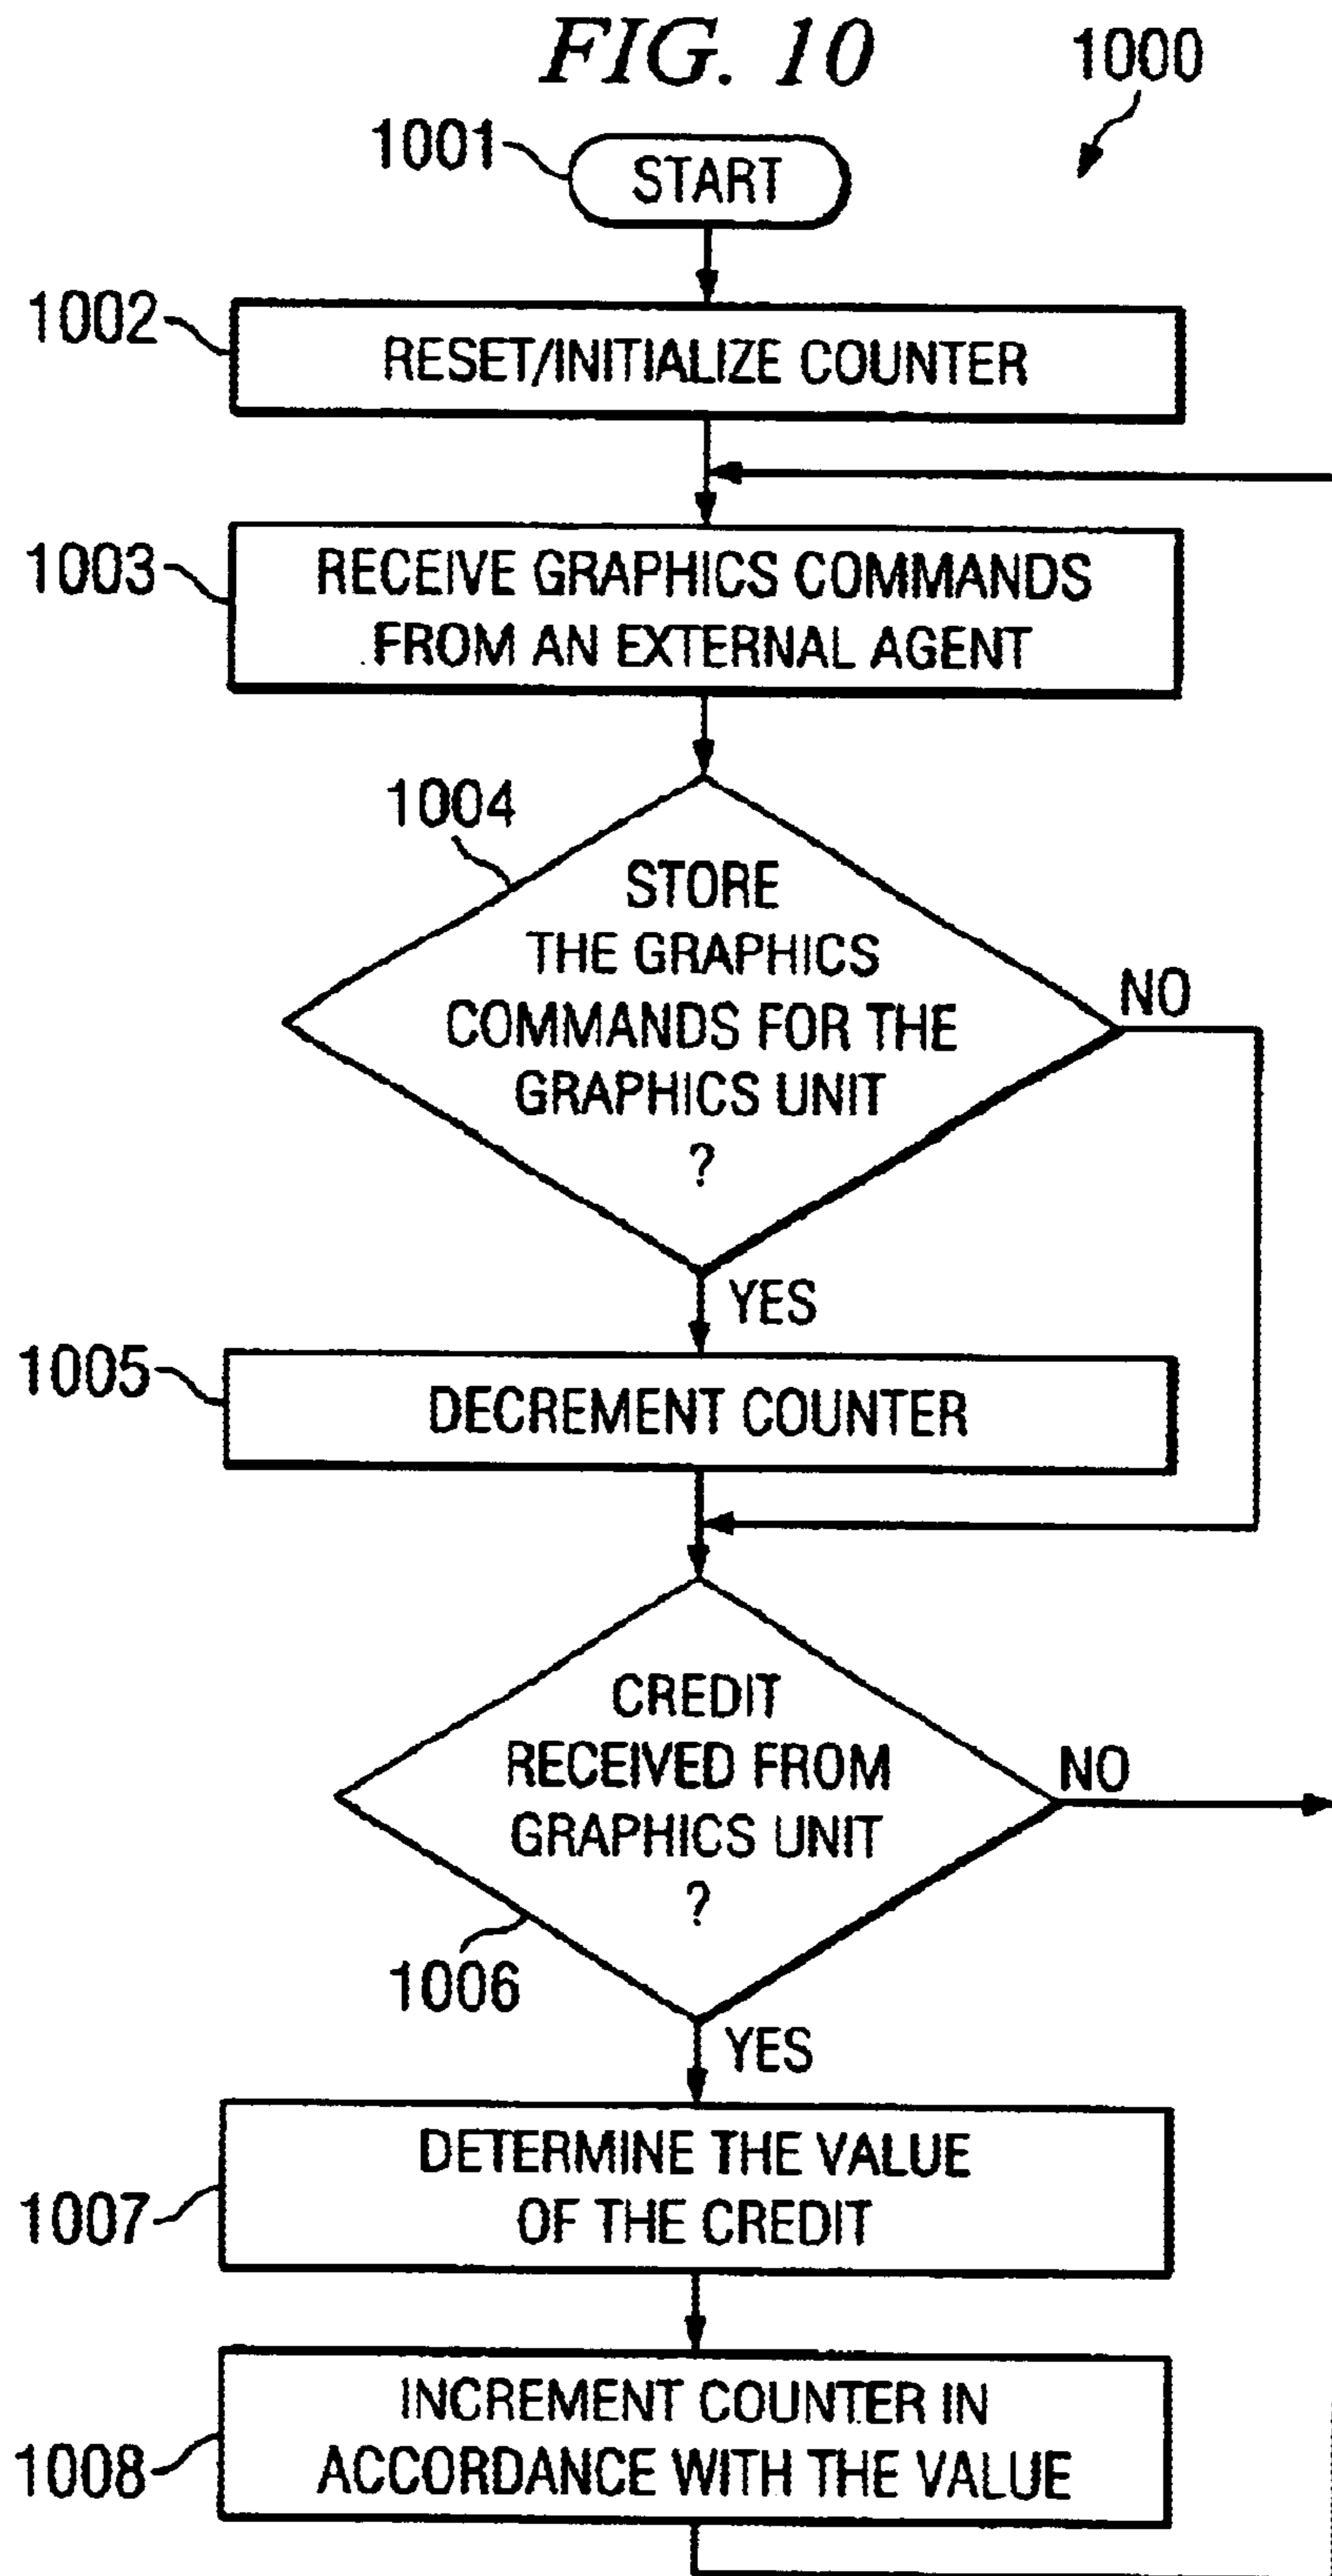 FIG. 10
1000
1001
START
1002
RESET/INITIALIZE COUNTER
1003
RECEIVE GRAPHICS COMMANDS
FROM AN EXTERNAL AGENT
1004
STORE
THE GRAPHICS
COMMANDS FOR THE
GRAPHICS UNIT
?
NO
YES
1005
DECREMENT COUNTER
CREDIT
RECEIVED FROM
GRAPHICS UNIT
?
NO
1006
YES
DETERMINE THE VALUE
OF THE CREDIT
1007
INCREMENT COUNTER IN
ACCORDANCE WITH THE VALUE
1008